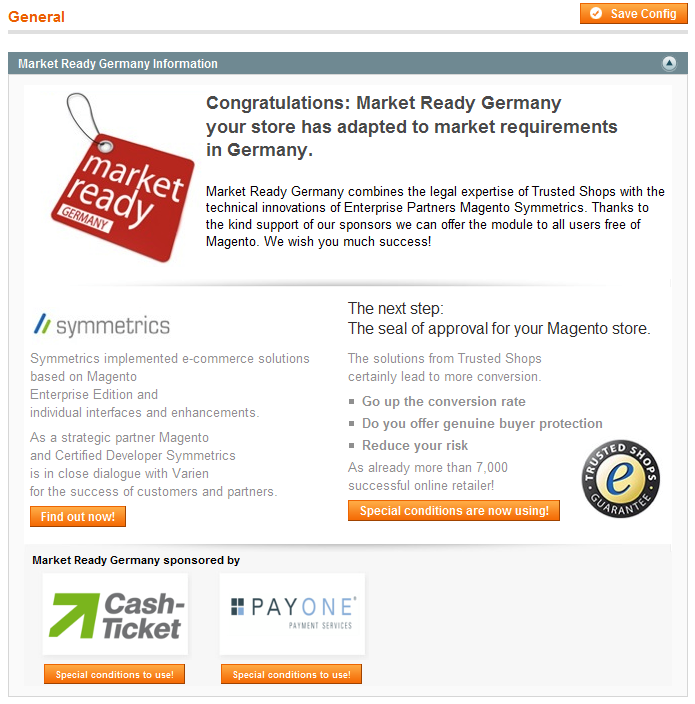 General
Save Config
Market Ready Germany Information
market
ready
GERMANY
Congratulations: Market Ready Germany
your store has adapted to market requirements
in Germany.
Market Ready Germany combines the legal expertise of Trusted Shops with the
technical innovations of Enterprise Partners Magento Symmetrics. Thanks to
the kind support of our sponsors we can offer the module to all users free of
Magento. We wish you much success!
symmetrics
Symmetrics implemented e-commerce solutions
based on Magento
Enterprise Edition and
individual interfaces and enhancements.
As a strategic partner Magento
and Certified Developer Symmetrics
is in close dialogue with Varien
for the success of customers and partners.
Find out now!
The next step:
The seal of approval for your Magento store.
The solutions from Trusted Shops
certainly lead to more conversion.
Go up the conversion rate
Do you offer genuine buyer protection
Reduce your risk
As already more than 7,000
successful online retailer!
Special conditions are now using!
TRUSTED SHOPS
e
GUARANTEE
Market Ready Germany sponsored by
Cash-
Ticket
Special conditions to use!
PAYONE
PAYMENT SERVICES
Special conditions to use!